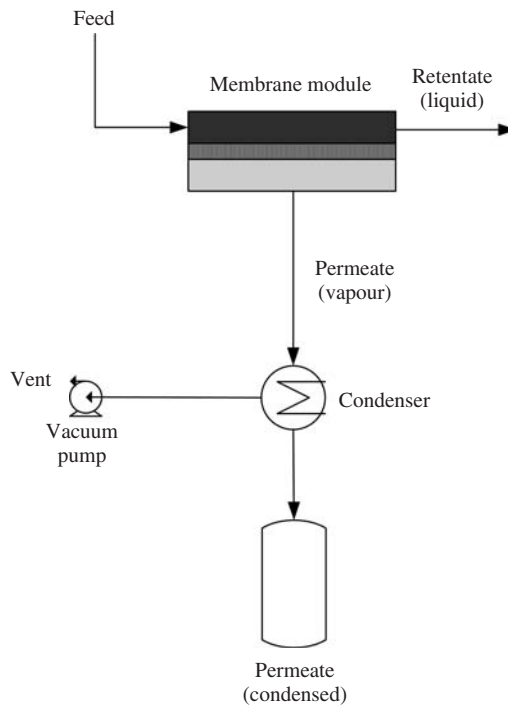 Feed
Membrane module
Retentate
(liquid)
Permeate
(vapour)
Vent
Vacuum
pump
Condenser
Permeate
(condensed)